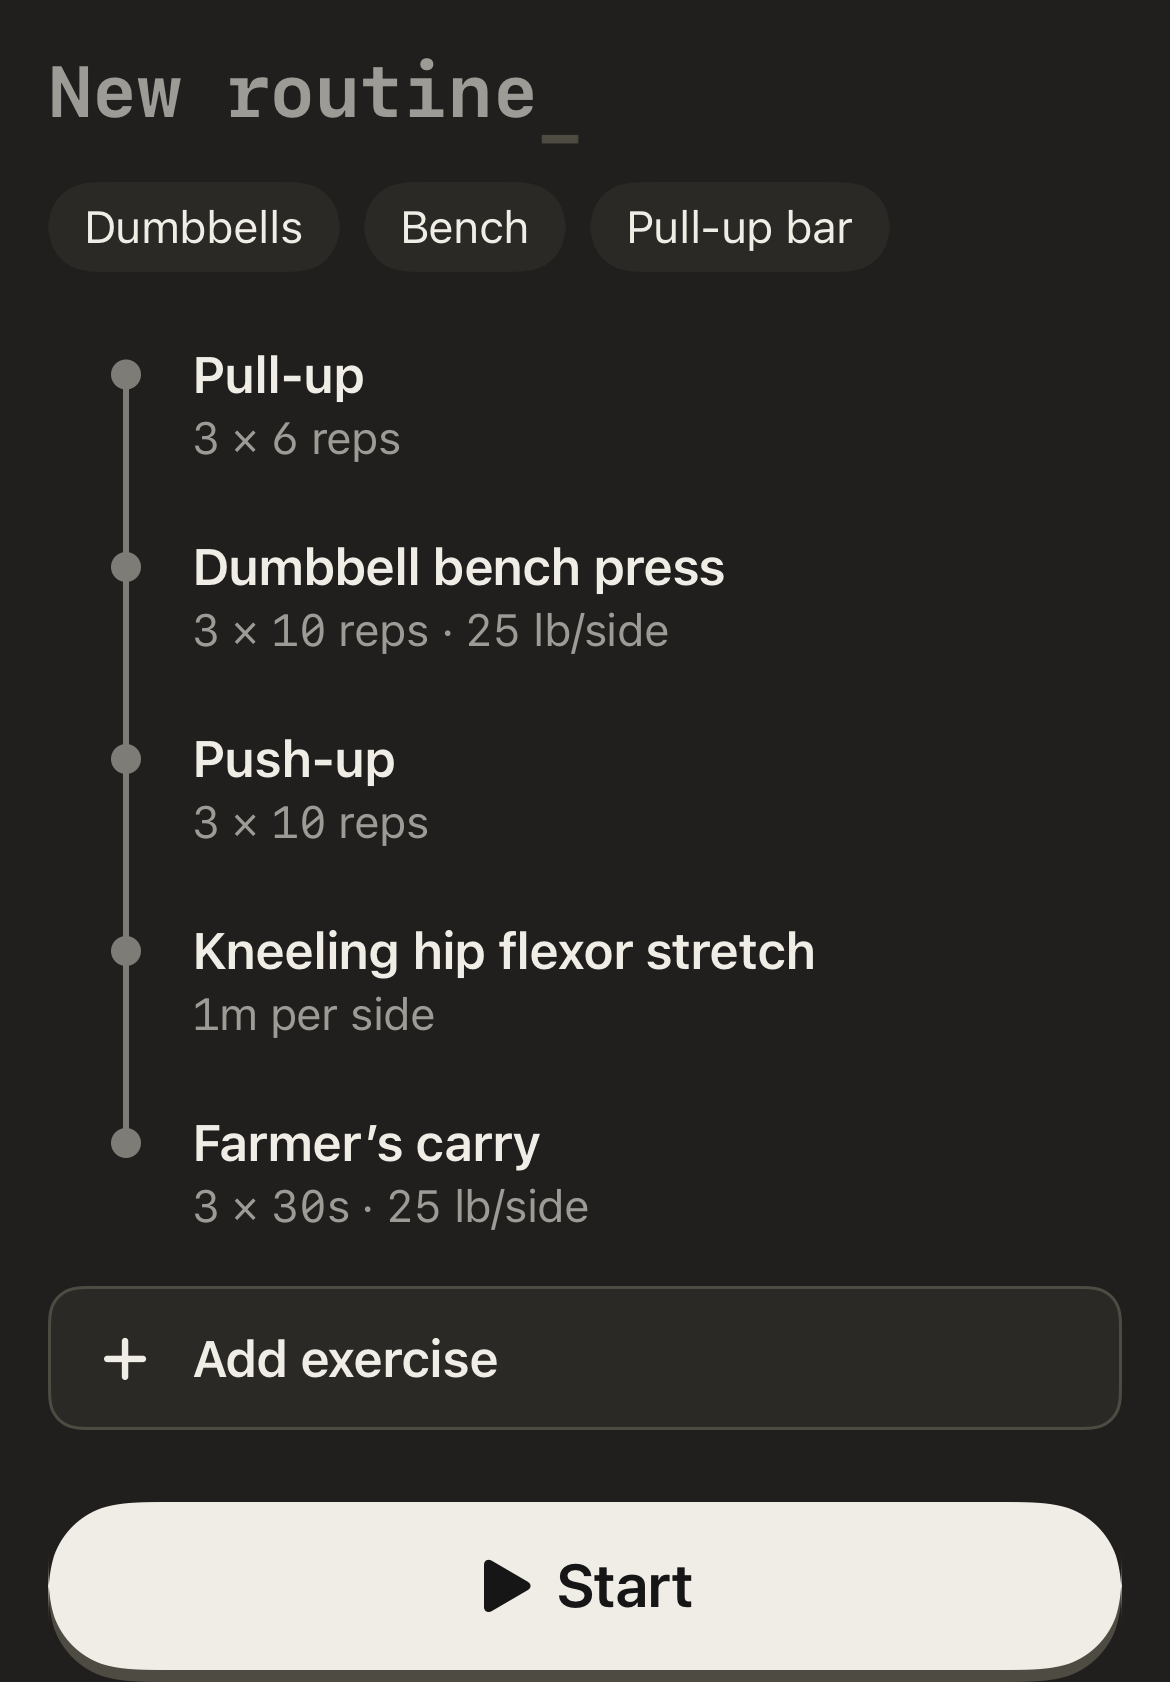 New routine_
Dumbbells Bench Pull-up bar
Pull-up
3 × 6 reps
Dumbbell bench press
3 × 10 reps · 25 lb/side
Push-up
3 × 10 reps
Kneeling hip flexor stretch
1m per side
Farmer’s carry
3 × 30s · 25 lb/side
Add exercise
Start